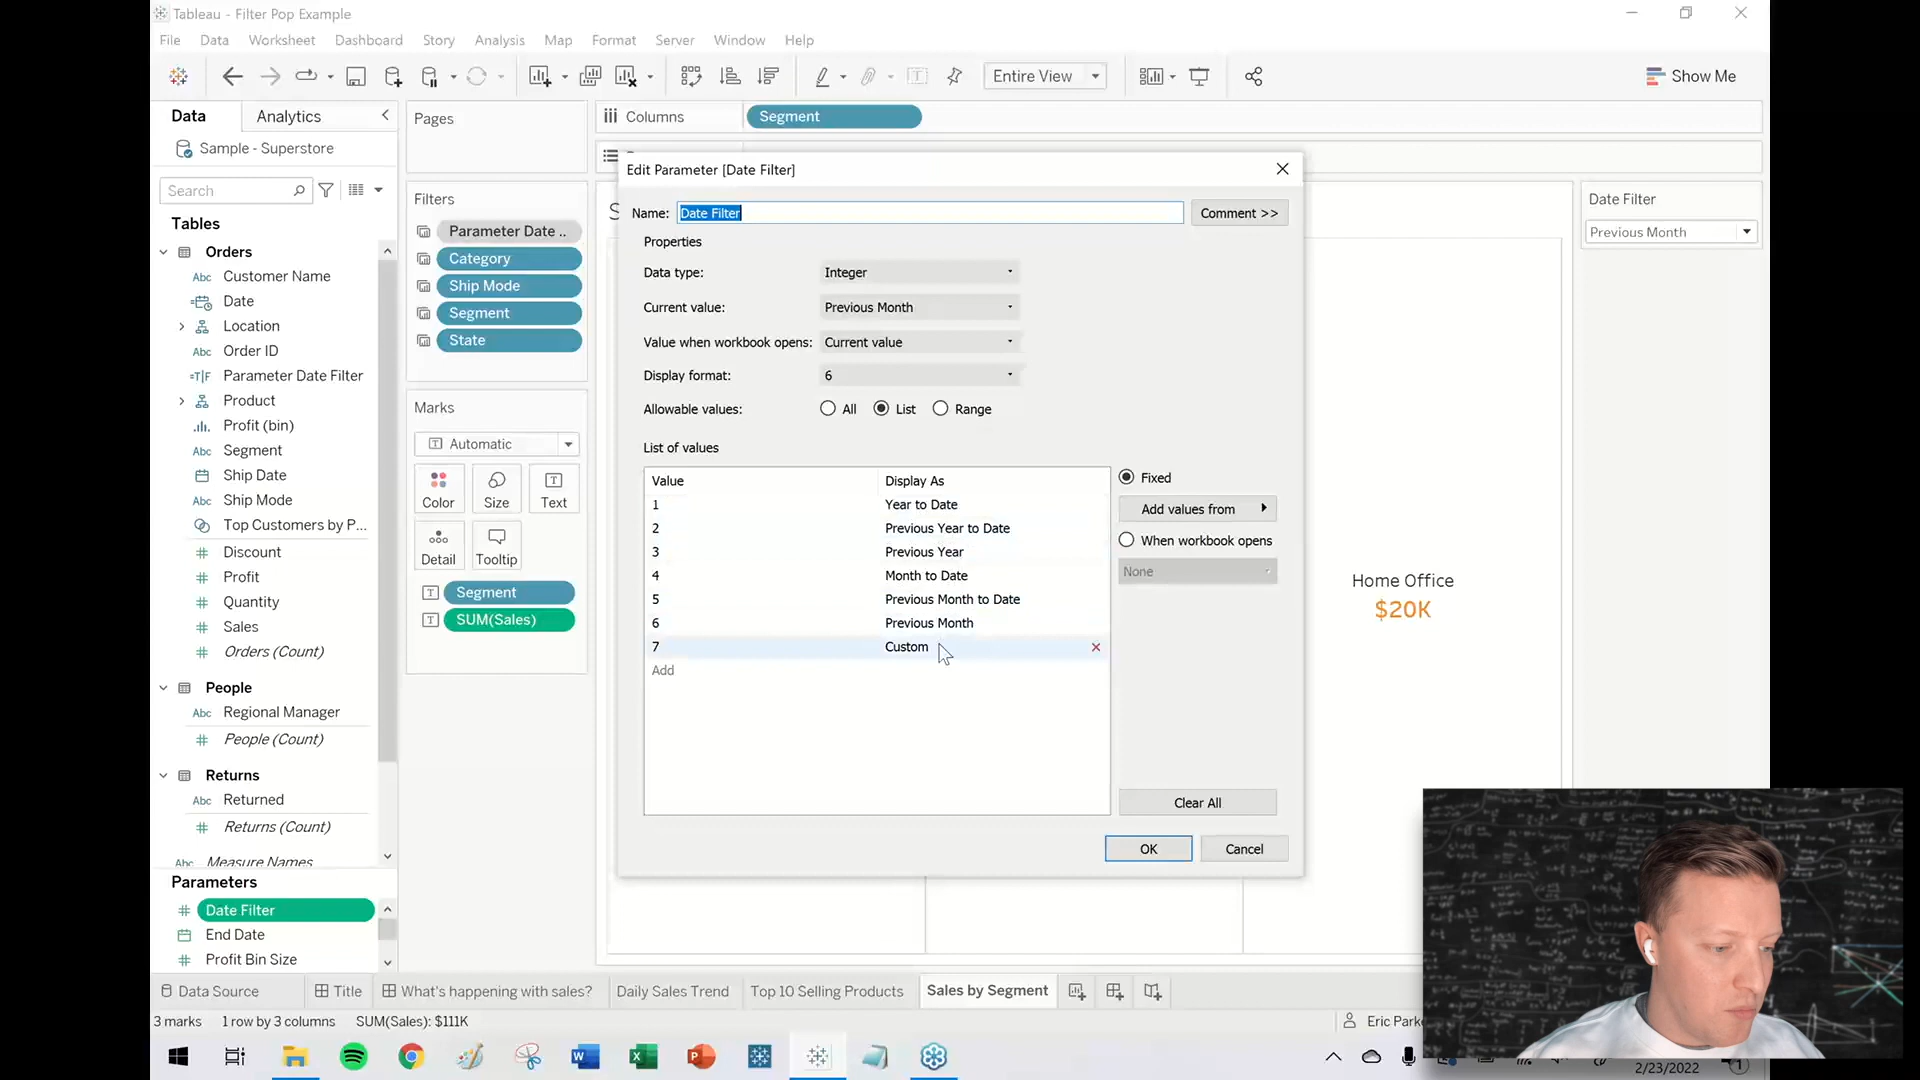 Tableau - Filter Pop Example
File Data Worksheet Dashboard Story Analysis Map Format Server Window Help
Entire View
Show Me
Data
Analytics
Sample - Superstore
Search
Tables
Orders
Abc Customer Name
Date
Location
Abc Order ID
=T|F Parameter Date Filter
Product
Profit (bin)
Abc Segment
Ship Date
Abc Ship Mode
Top Customers by P...
# Discount
# Profit
# Quantity
# Sales
# Orders (Count)
People
Abc Regional Manager
# People (Count)
Returns
Abc Returned
# Returns (Count)
Abc Measure Names
Parameters
# Date Filter
End Date
# Profit Bin Size
Pages
Filters
Parameter Date ..
Category
Ship Mode
Segment
State
Marks
Automatic
Color Size Text
Detail Tooltip
Segment
SUM(Sales)
Columns
Segment
Edit Parameter [Date Filter]
Name: Date Filter
Comment >>
Properties
Data type: Integer
Current value: Previous Month
Value when workbook opens: Current value
Display format: 6
Allowable values: All List Range
List of values
Value Display As
1 Year to Date
2 Previous Year to Date
3 Previous Year
4 Month to Date
5 Previous Month to Date
6 Previous Month
7 Custom
Add
Fixed
Add values from
When workbook opens
None
Clear All
OK Cancel
Home Office
$20K
Date Filter
Previous Month
Data Source Title What's happening with sales? Daily Sales Trend Top 10 Selling Products Sales by Segment
3 marks 1 row by 3 columns SUM(Sales): $111K
Eric Park
2/23/2022